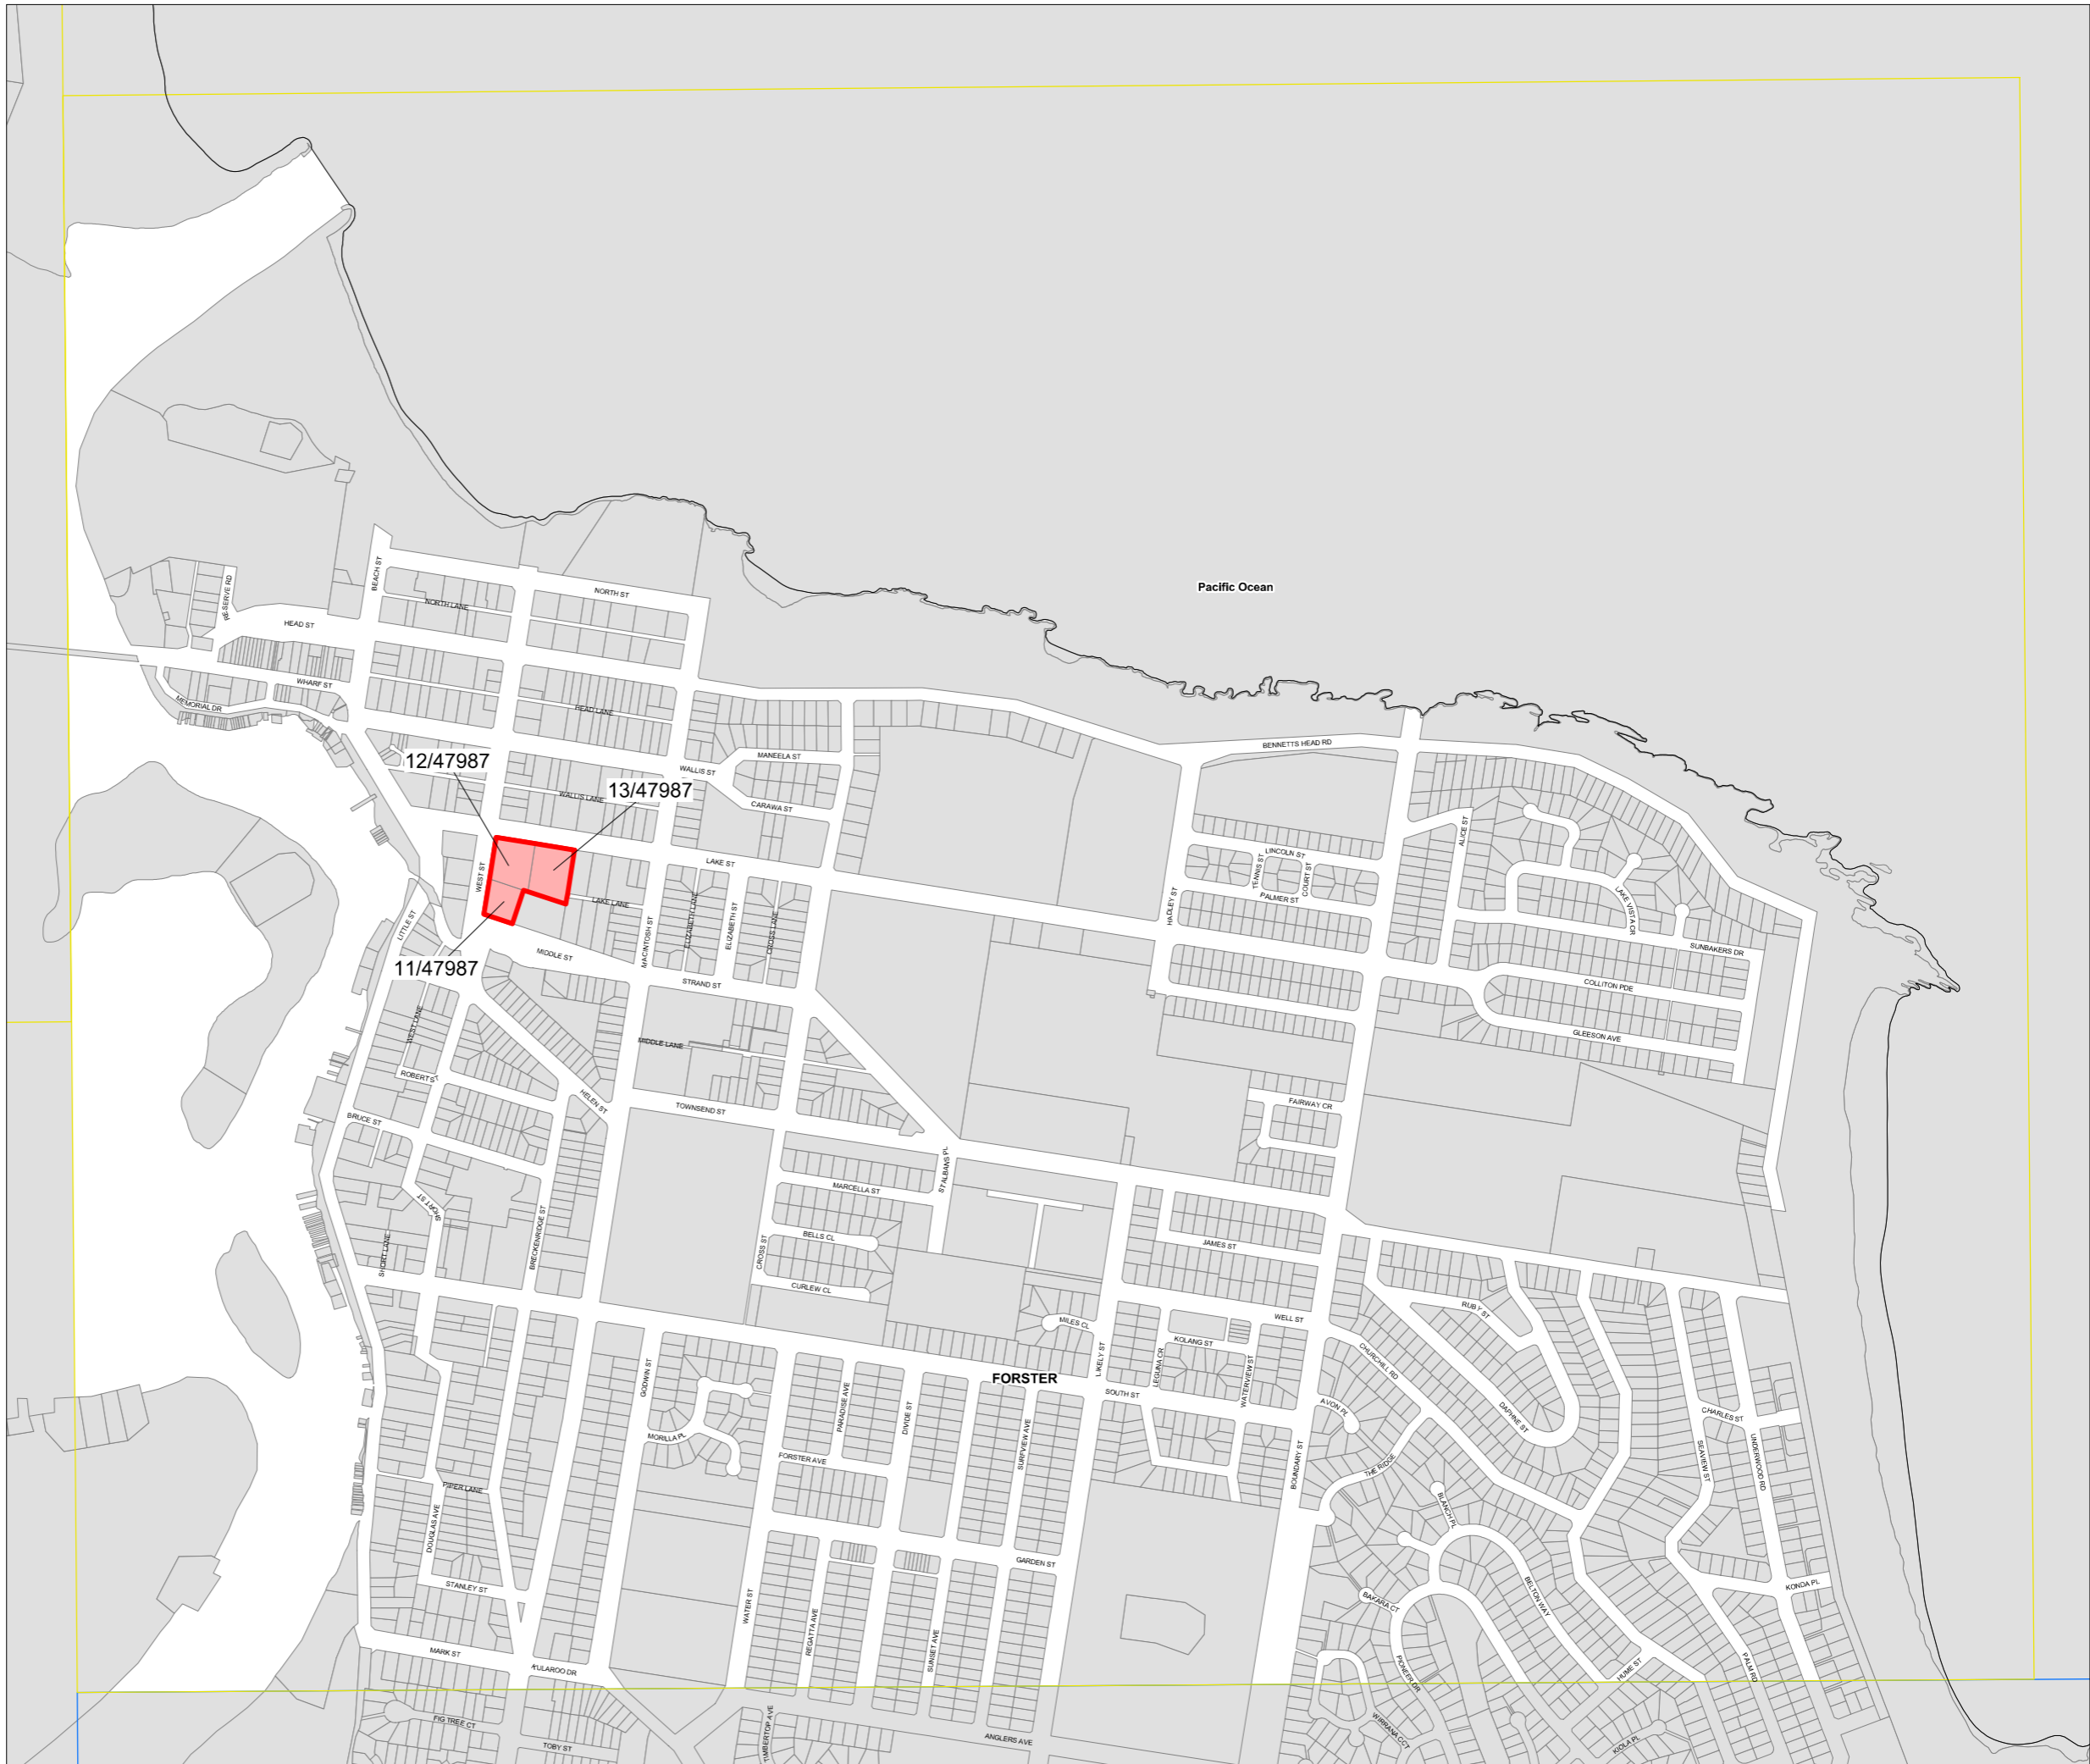 BEACH ST
NORTH ST
NORTH LANE
RESERVE RD
HEAD ST
Pacific Ocean
WHARF ST
MEMORIAL DR
HEAD LANE
BENNETTS HEAD RD
12/47987
MANEELA ST
WALLIS ST
13/47987
WALLIS LANE
CARAWA ST
ALICE ST
LINCOLN ST
LAKE ST
WEST ST
TENNIS ST
COURT ST
PALMER ST
LAKE LANE
HADLEY ST
LAKE VISTA CR
LITTLE ST
MACINTOSH ST
ELIZABETH LANE
ELIZABETH ST
CROSS LANE
SUNBAKERS DR
MIDDLE ST
11/47987
STRAND ST
COLLITON PDE
WEST LANE
GLEESON AVE
MIDDLE LANE
ROBERT ST
HELEN ST
TOWNSEND ST
FAIRWAY CR
BRUCE ST
ST ALBANS PL
MARCELLA ST
SHORT ST
SHORT LANE
BRECKENRIDGE ST
CROSS ST
BELLS CL
JAMES ST
CURLEW CL
RUBY ST
WELL ST
MILES CL
KOLANG ST
LIKELY ST
LEGUNA CR
WATERVIEW ST
CHURCHILL RD
GODWIN ST
FORSTER
SOUTH ST
PARADISE AVE
DIVIDE ST
SURFVIEW AVE
AVON PL
DAPHNE ST
CHARLES ST
MORILLA PL
FORSTER AVE
BOUNDARY ST
THE RIDGE
SEAVIEW ST
UNDERWOOD RD
PIPER LANE
DOUGLAS AVE
BLANCH PL
GARDEN ST
STANLEY ST
WATER ST
REGATTA AVE
SUNSET AVE
BAKARA CT
BELTON WAY
KONDA PL
MARK ST
KULAROO DR
PIONEER DR
HUME ST
PALM RD
FIG TREE CT
TOBY ST
TIMBERTOP AVE
ANGLERS AVE
WIRRANA CCT
KIOLA PL